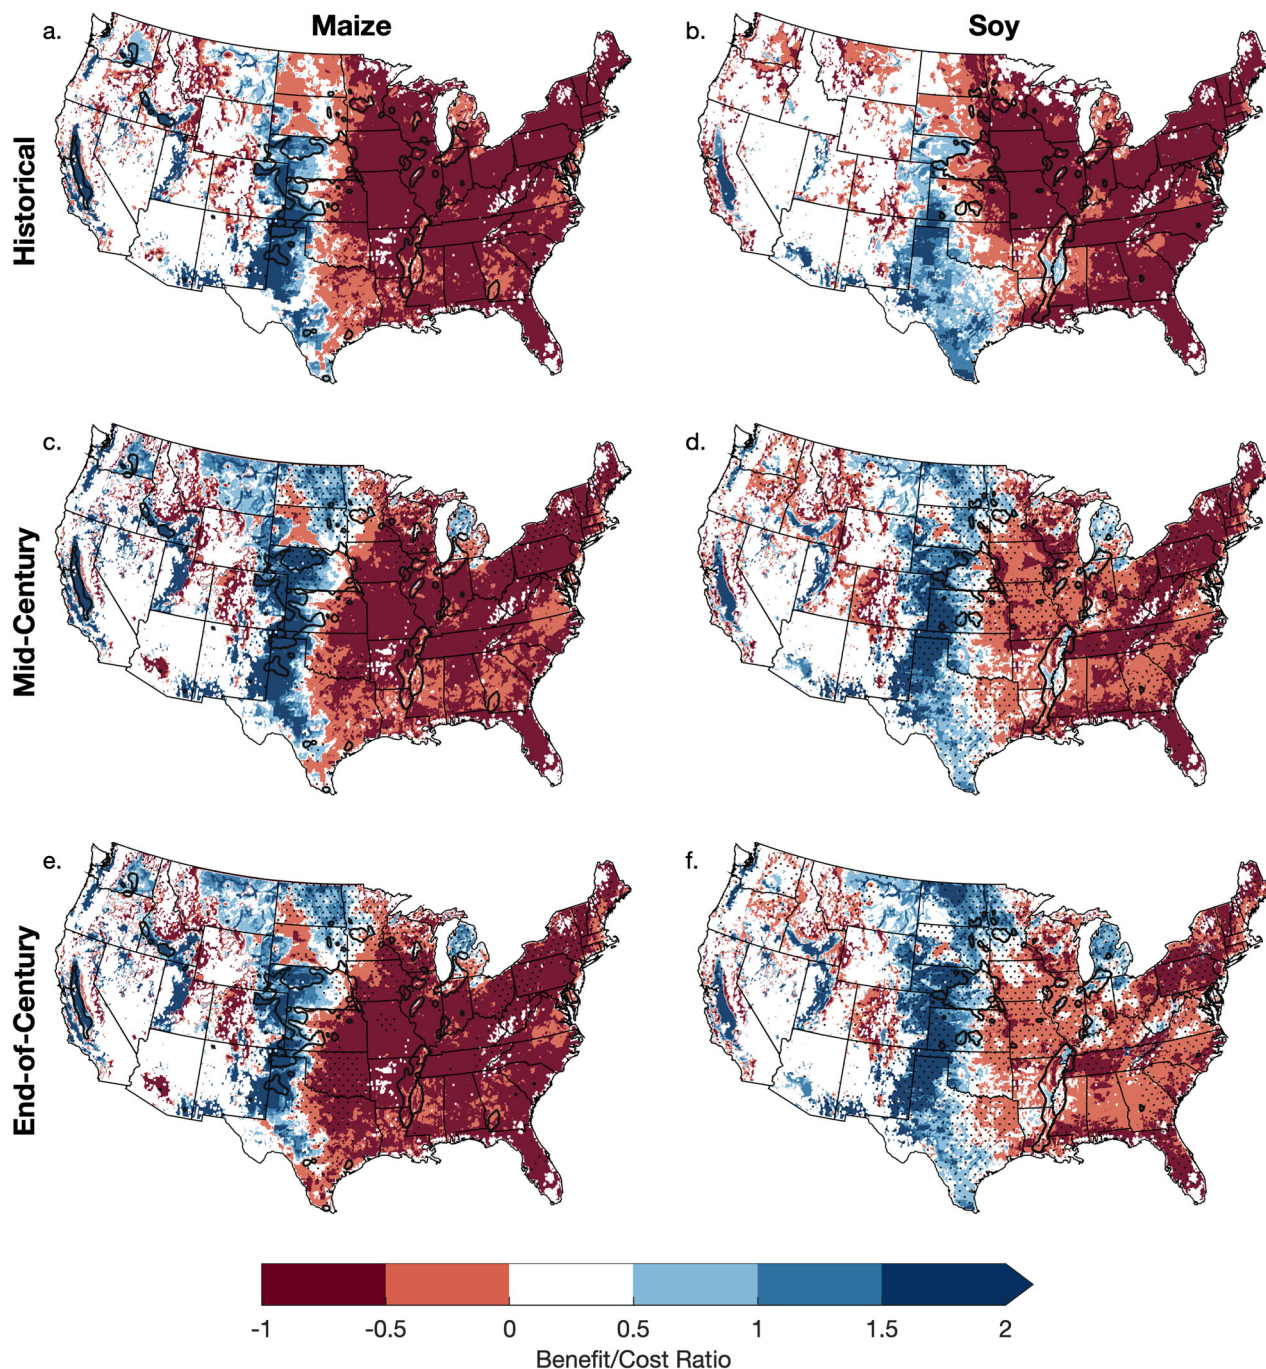 Maize
Soy
a.
b.
Historical
c.
d.
Mid-Century
e.
f.
End-of-Century
-1 -0.5 0 0.5 1 1.5 2
Benefit/Cost Ratio